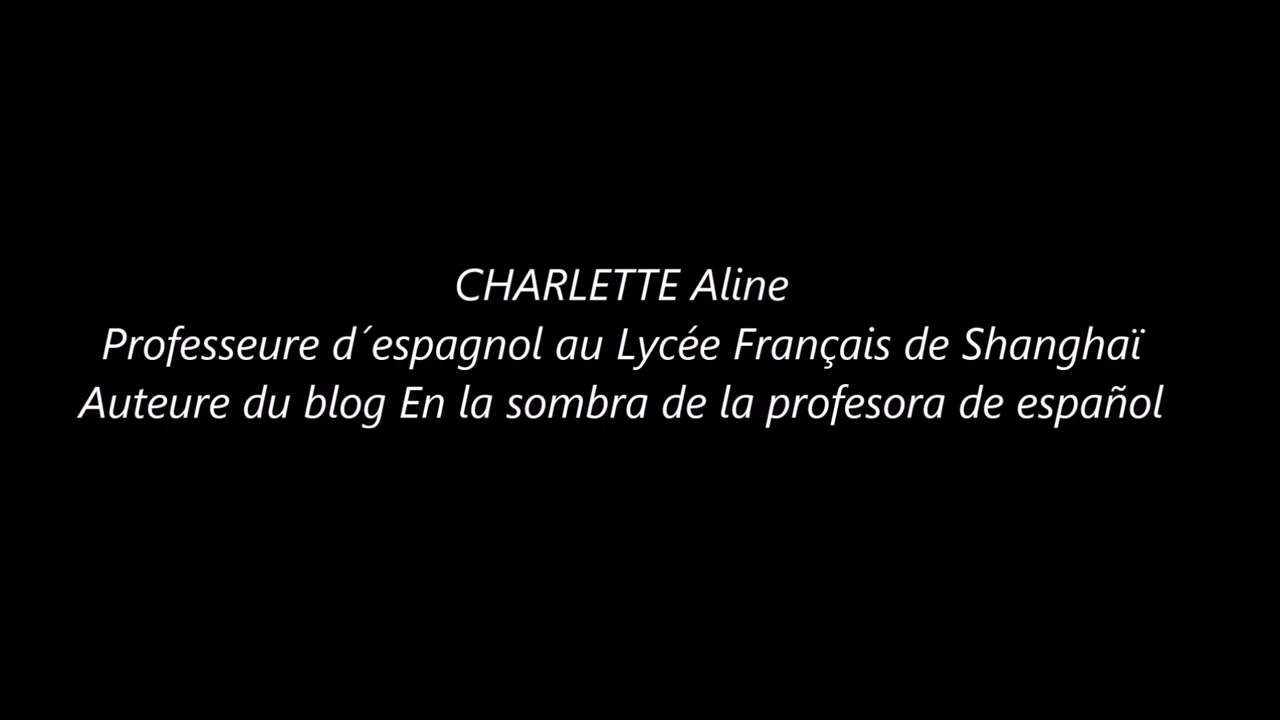 CHARLETTE Aline
Professeure d´espagnol au Lycée Français de Shanghaï
Auteure du blog En la sombra de la profesora de español